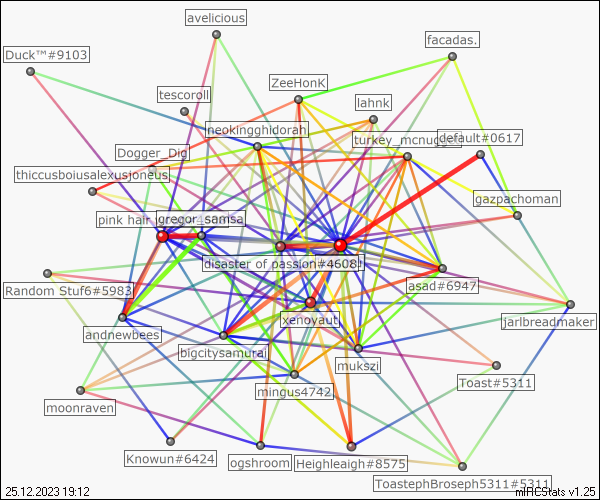 avelicious
facadas.
Duck™#9103
ZeeHonK
tescoroll
lahnk
neokingghidorah
turkey_mcnugget
default#0617
Dogger_Dig
thiccusboiusalexusjoneus
gazpachoman
pink hair
gregor_samsa
disaster of passion#4608
Random Stuf6#5983
asad#6947
xenovaut
jarlbreadmaker
andnewbees
bigcitysamurai
mukszi
Toast#5311
mingus4742
moonraven
Knowun#6424
ogshroom
Heighleaigh#8575
ToastephBroseph5311#5311
25.12.2023 19:12
mIRCStats v1.25